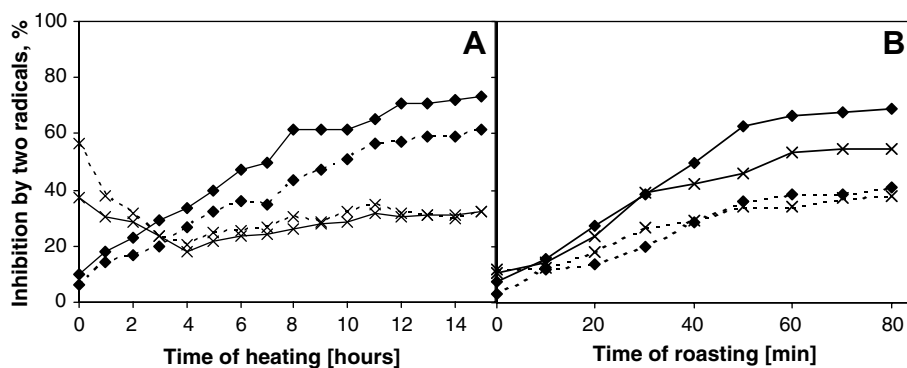 Inhibition by two radicals, %
100
80
60
40
20
0
A
0 2 4 6 8 10 12 14
Time of heating [hours]
B
0 20 40 60 80
Time of roasting [min]